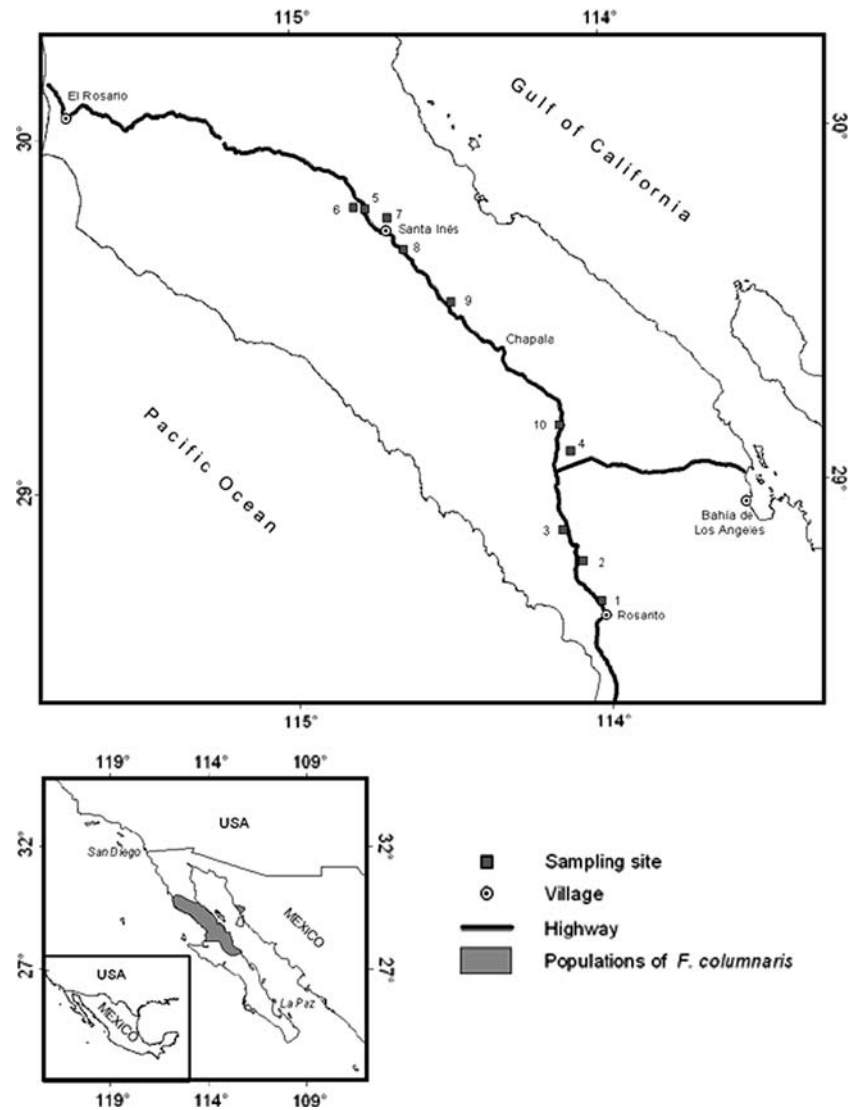 115°
114°
El Rosario
Gulf of California
30°
30°
5
6
7
Santa Inés
8
9
Chapala
Pacific Ocean
10
4
29°
29°
Bahía de
Los Angeles
3
2
1
Rosarito
115°
114°
119°
114°
109°
USA
32°
32°
San Diego
MEXICO
27°
27°
USA
MEXICO
La Paz
119°
114°
109°
Sampling site
Village
Highway
Populations of F. columnaris